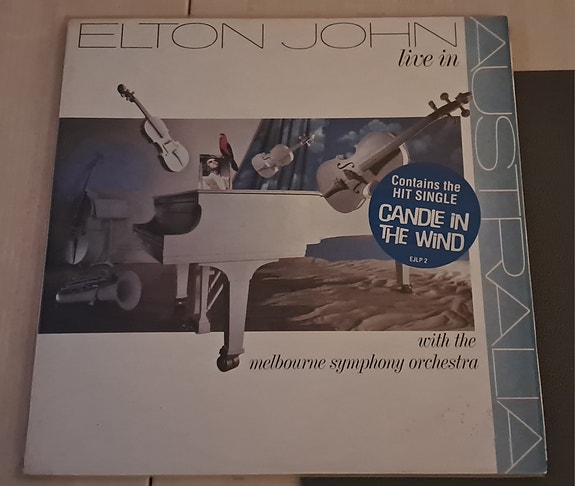 ELTON JOHN
live in
AUSTRALIA
Contains the
HIT SINGLE
CANDLE IN
THE WIND
EJLP 2
with the
melbourne symphony orchestra